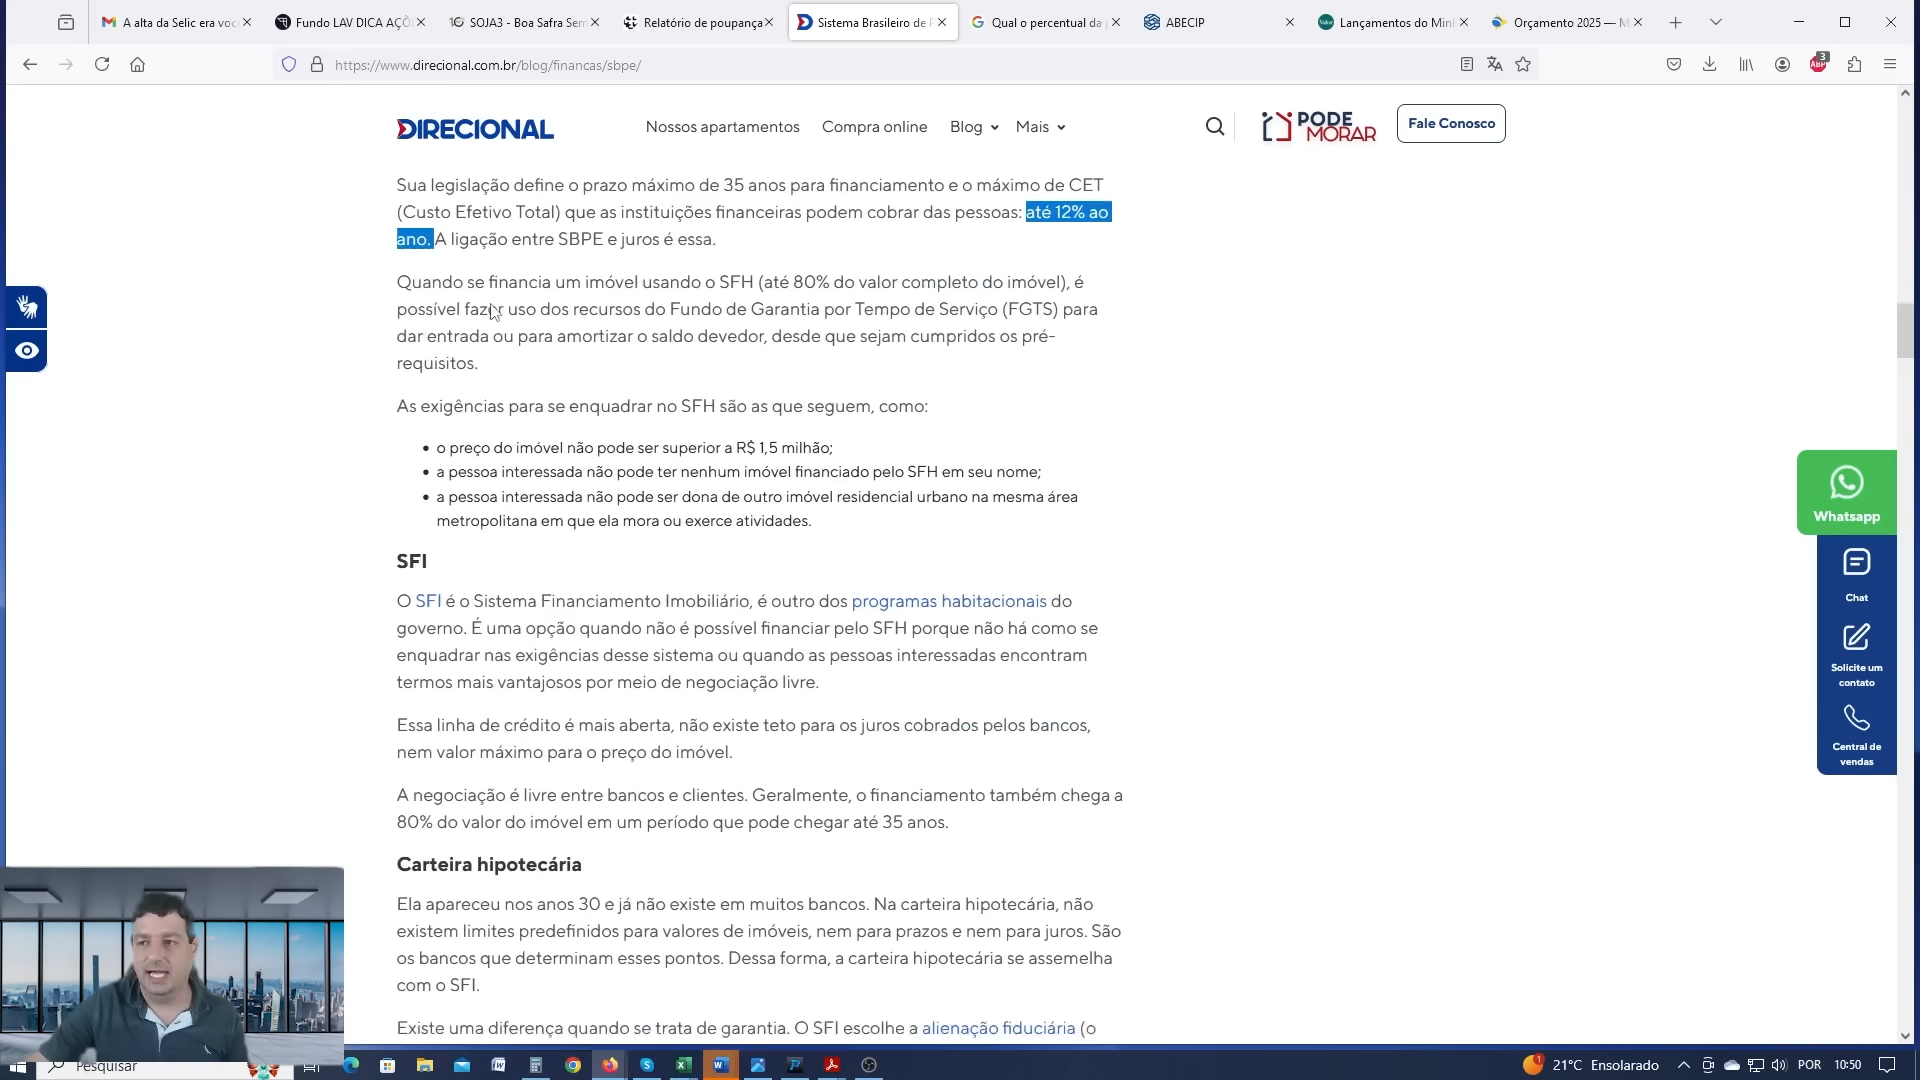 A alta da Selic era voc
Fundo LAV DICA AÇÕ
SOJA3 - Boa Safra Sem
Relatório de poupança
Sistema Brasileiro de P
Qual o percentual da p
ABECIP
Lançamentos do Minh
Orçamento 2025 — M
https://www.direcional.com.br/blog/financas/sbpe/
ABP
3
DIRECIONAL
Nossos apartamentos
Compra online
Blog
Mais
PODE
MORAR
Fale Conosco
Sua legislação define o prazo máximo de 35 anos para financiamento e o máximo de CET
(Custo Efetivo Total) que as instituições financeiras podem cobrar das pessoas: até 12% ao
ano. A ligação entre SBPE e juros é essa.
Quando se financia um imóvel usando o SFH (até 80% do valor completo do imóvel), é
possível fazer uso dos recursos do Fundo de Garantia por Tempo de Serviço (FGTS) para
dar entrada ou para amortizar o saldo devedor, desde que sejam cumpridos os pré-
requisitos.
As exigências para se enquadrar no SFH são as que seguem, como:
• o preço do imóvel não pode ser superior a R$ 1,5 milhão;
• a pessoa interessada não pode ter nenhum imóvel financiado pelo SFH em seu nome;
• a pessoa interessada não pode ser dona de outro imóvel residencial urbano na mesma área
metropolitana em que ela mora ou exerce atividades.
SFI
O SFI é o Sistema Financiamento Imobiliário, é outro dos programas habitacionais do
governo. É uma opção quando não é possível financiar pelo SFH porque não há como se
enquadrar nas exigências desse sistema ou quando as pessoas interessadas encontram
termos mais vantajosos por meio de negociação livre.
Essa linha de crédito é mais aberta, não existe teto para os juros cobrados pelos bancos,
nem valor máximo para o preço do imóvel.
A negociação é livre entre bancos e clientes. Geralmente, o financiamento também chega a
80% do valor do imóvel em um período que pode chegar até 35 anos.
Carteira hipotecária
Ela apareceu nos anos 30 e já não existe em muitos bancos. Na carteira hipotecária, não
existem limites predefinidos para valores de imóveis, nem para prazos e nem para juros. São
os bancos que determinam esses pontos. Dessa forma, a carteira hipotecária se assemelha
com o SFI.
Existe uma diferença quando se trata de garantia. O SFI escolhe a alienação fiduciária (o
Whatsapp
Chat
Solicite um
contato
Central de
vendas
Pesquisar
1
21°C Ensolarado
POR
10:50